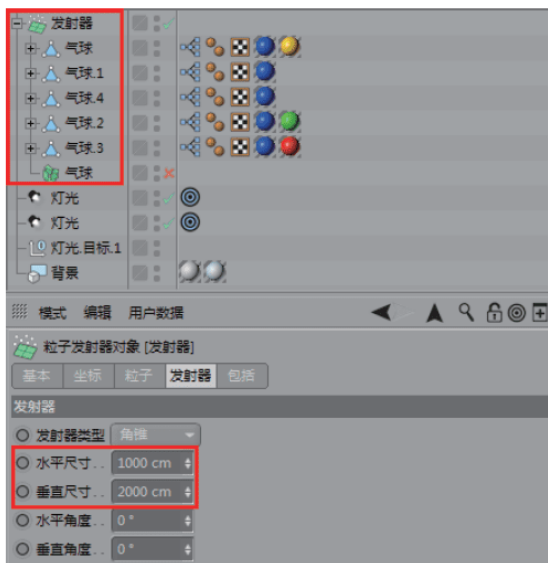 发射器
气球
气球.1
气球.4
气球.2
气球.3
气球
灯光
灯光
灯光.目标.1
背景
模式 编辑 用户数据
粒子发射器对象 [发射器]
基本 坐标 粒子 发射器 包括
发射器
发射器类型 角锥
水平尺寸 . . 1000 cm
垂直尺寸 . . 2000 cm
水平角度 . . 0 °
垂直角度 . . 0 °